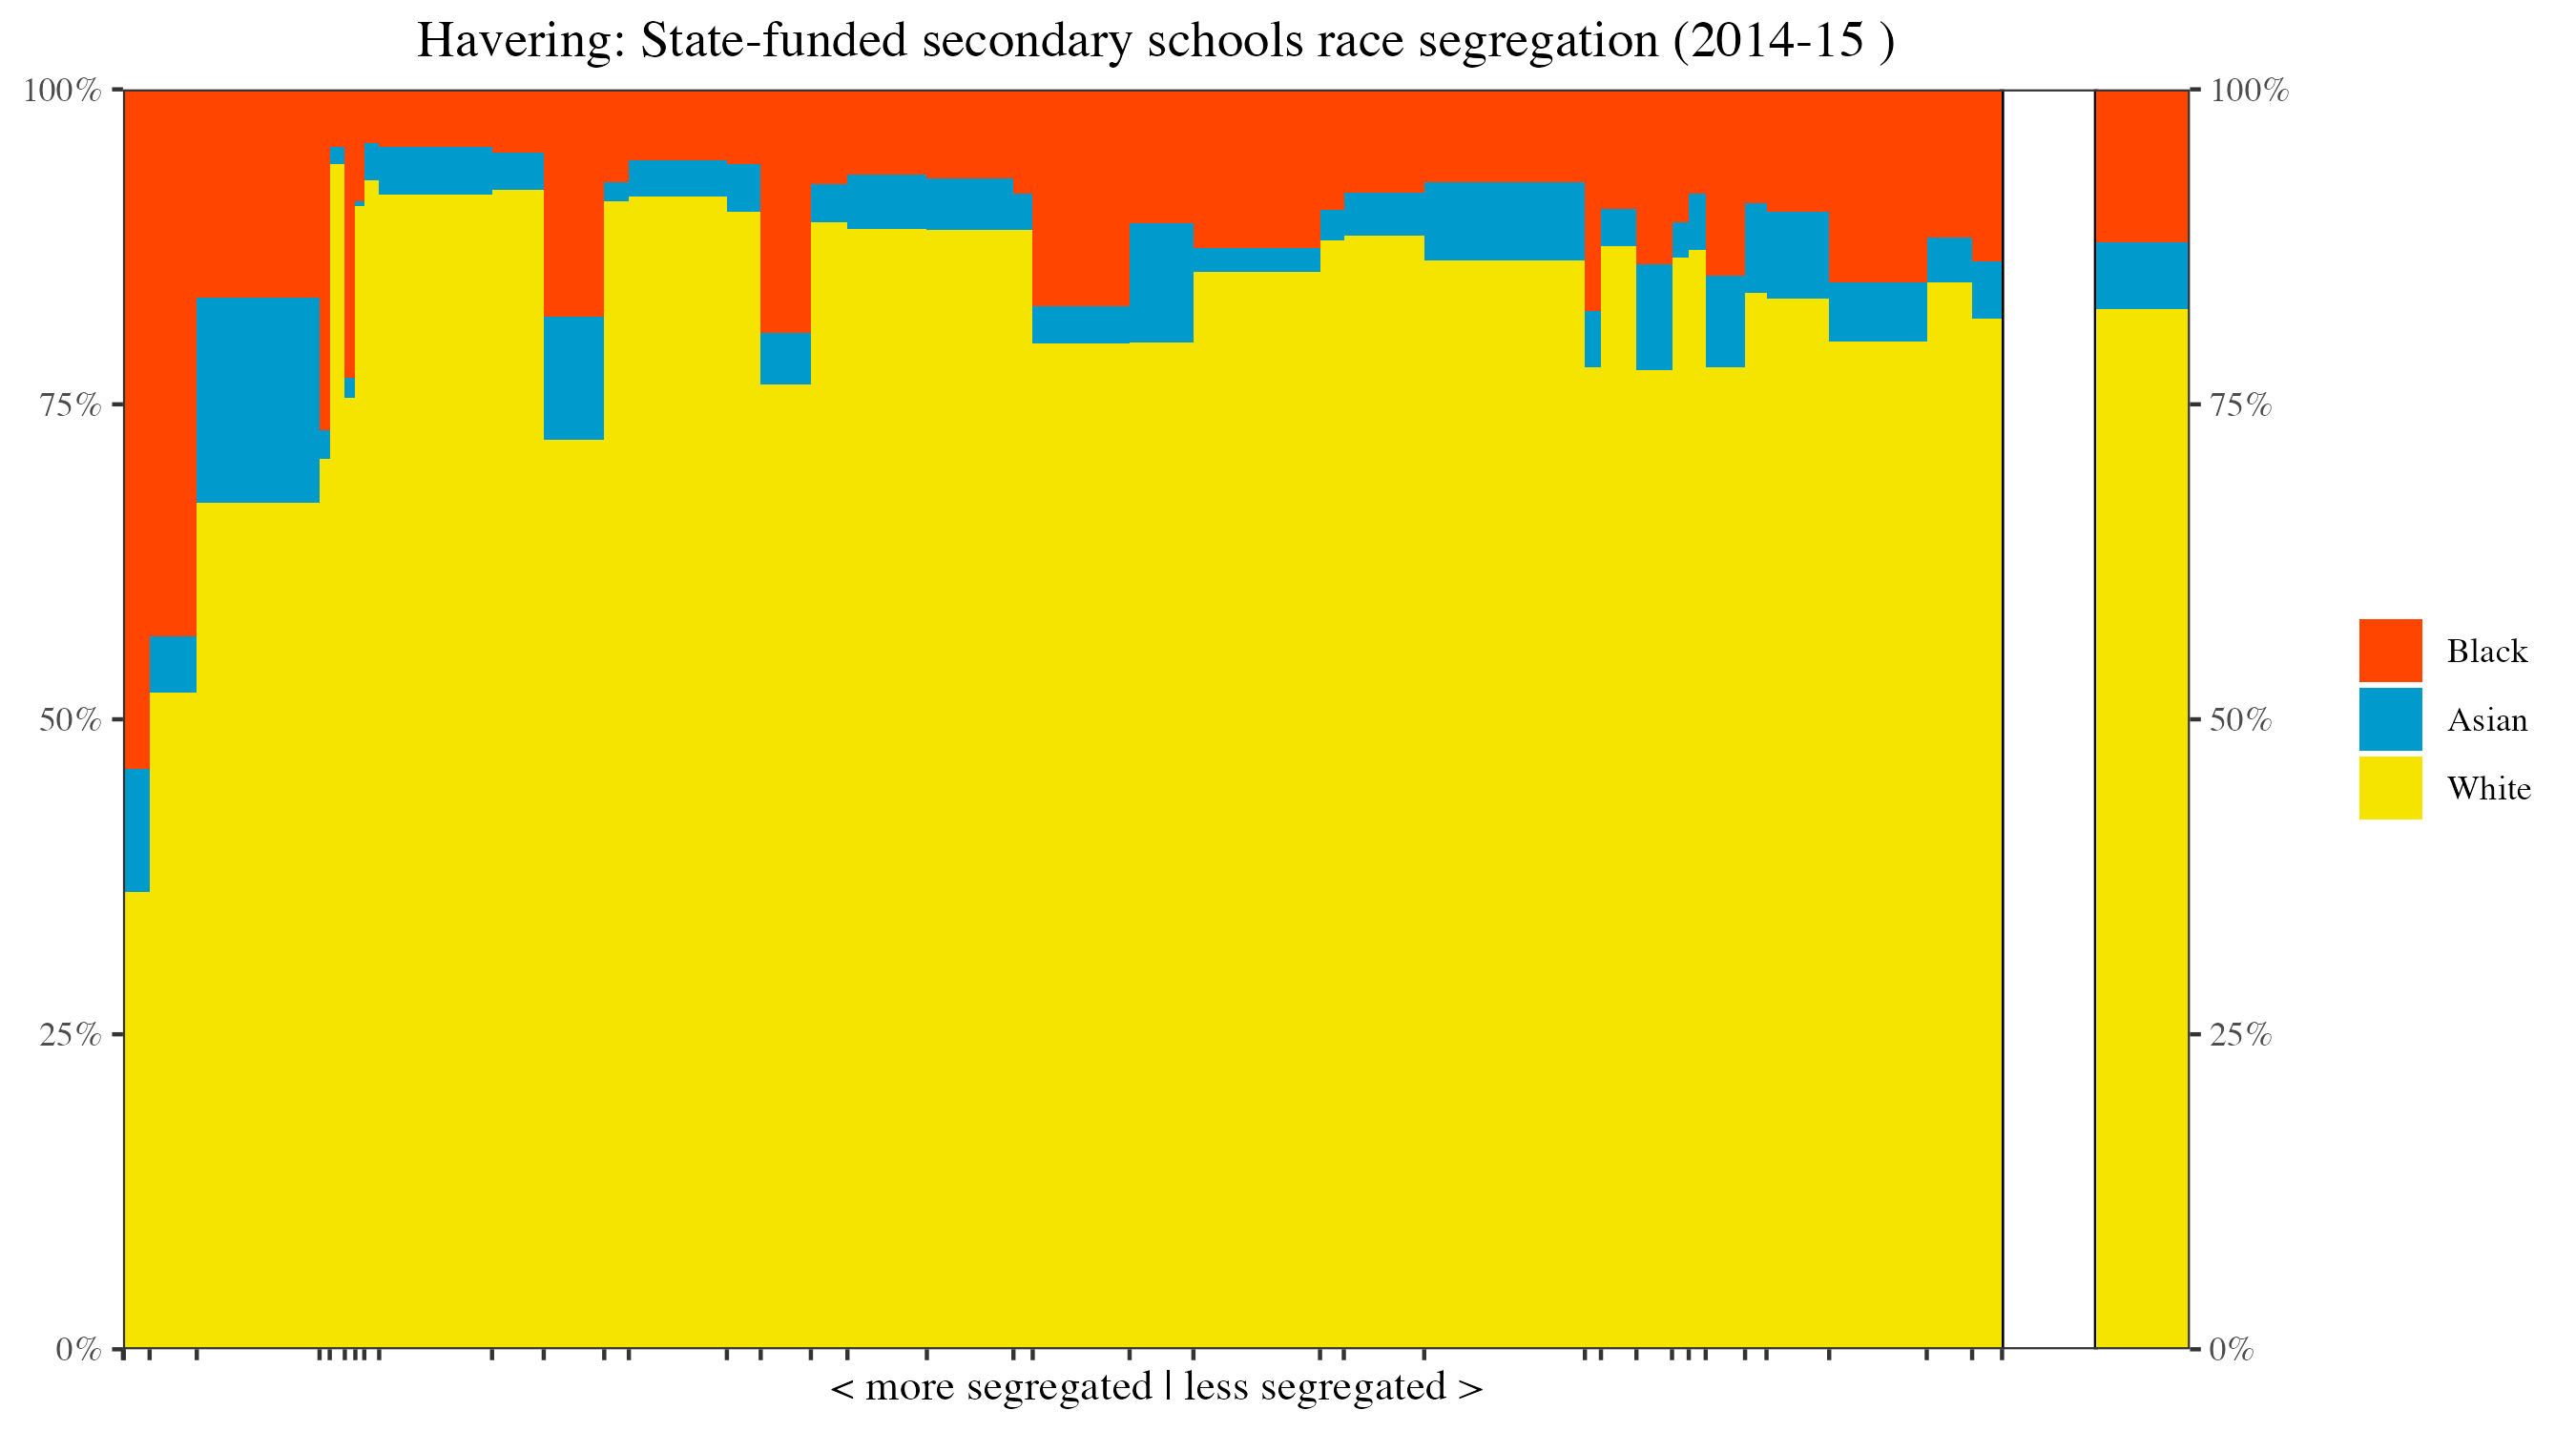 Havering: State-funded secondary schools race segregation (2014-15 )
100%
75%
50%
25%
0%
100%
75%
50%
25%
0%
Black
Asian
White
< more segregated | less segregated >